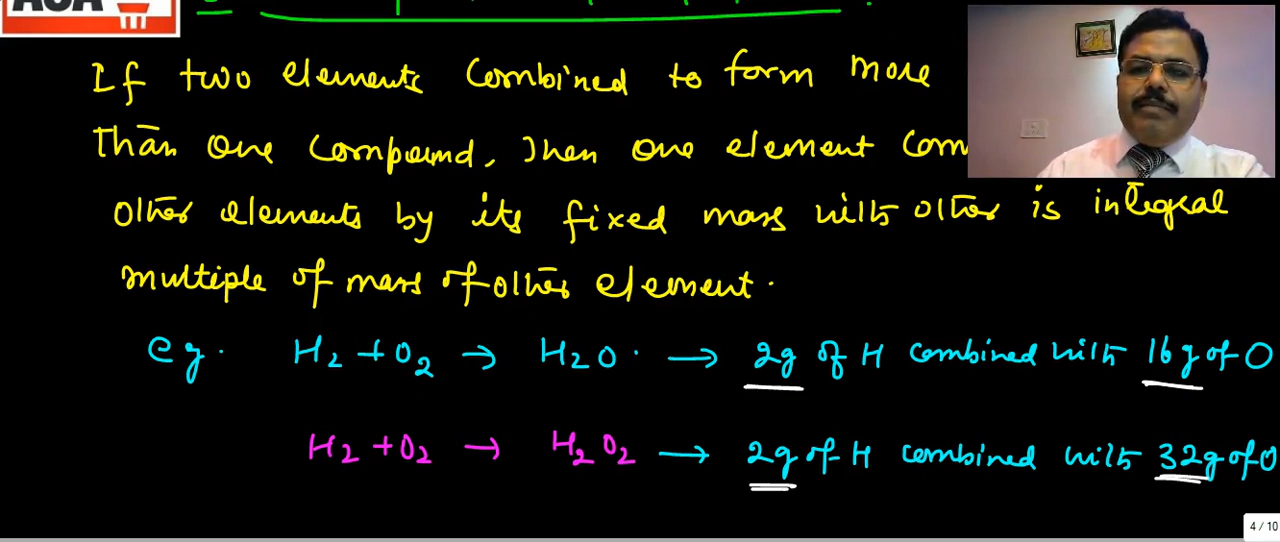 If two elements combined to form more
Than one compound, Then one element com
other elements by its fixed mass with other is integral
multiple of mass of other element.
eg. H₂ + O₂ → H₂O. → 2g of H combined with 16g of O
H₂ + O₂ → H₂O₂ → 2g of H combined with 32g of O
4 / 10